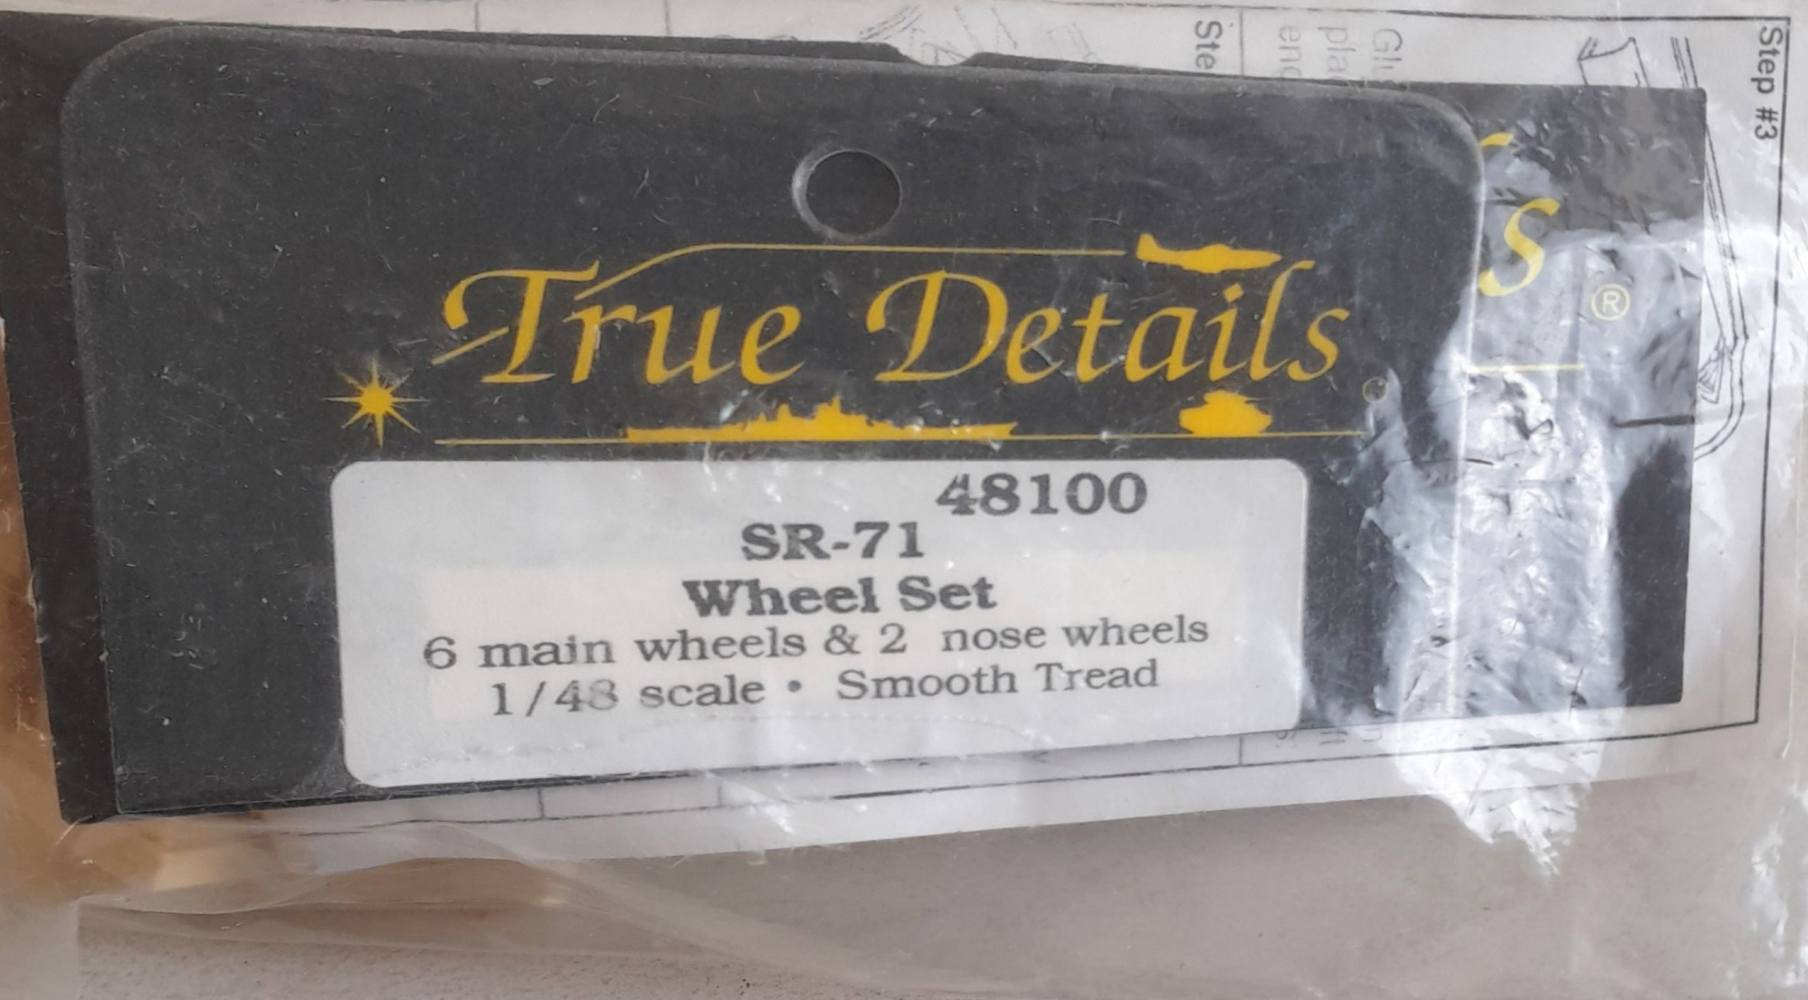 True Details
48100
SR-71
Wheel Set
6 main wheels & 2 nose wheels
1/48 scale • Smooth Tread
s ®
Step #3
Ste